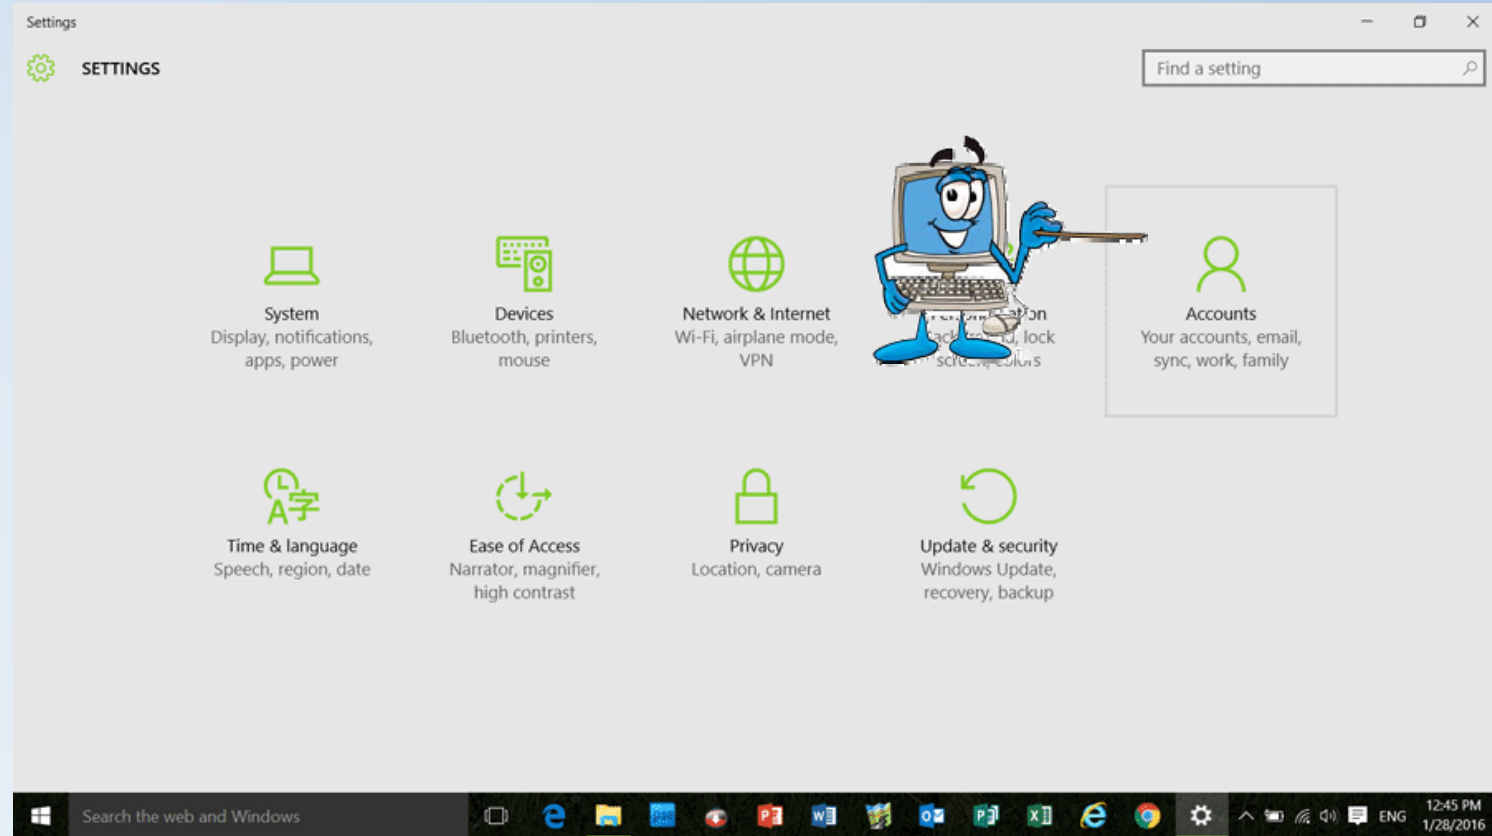 Settings
SETTINGS
Find a setting
System
Display, notifications,
apps, power
Devices
Bluetooth, printers,
mouse
Network & Internet
Wi-Fi, airplane mode,
VPN
lock
Accounts
Your accounts, email,
sync, work, family
Time & language
Speech, region, date
Ease of Access
Narrator, magnifier,
high contrast
Privacy
Location, camera
Update & security
Windows Update,
recovery, backup
Search the web and Windows
ENG
12:45 PM
1/28/2016